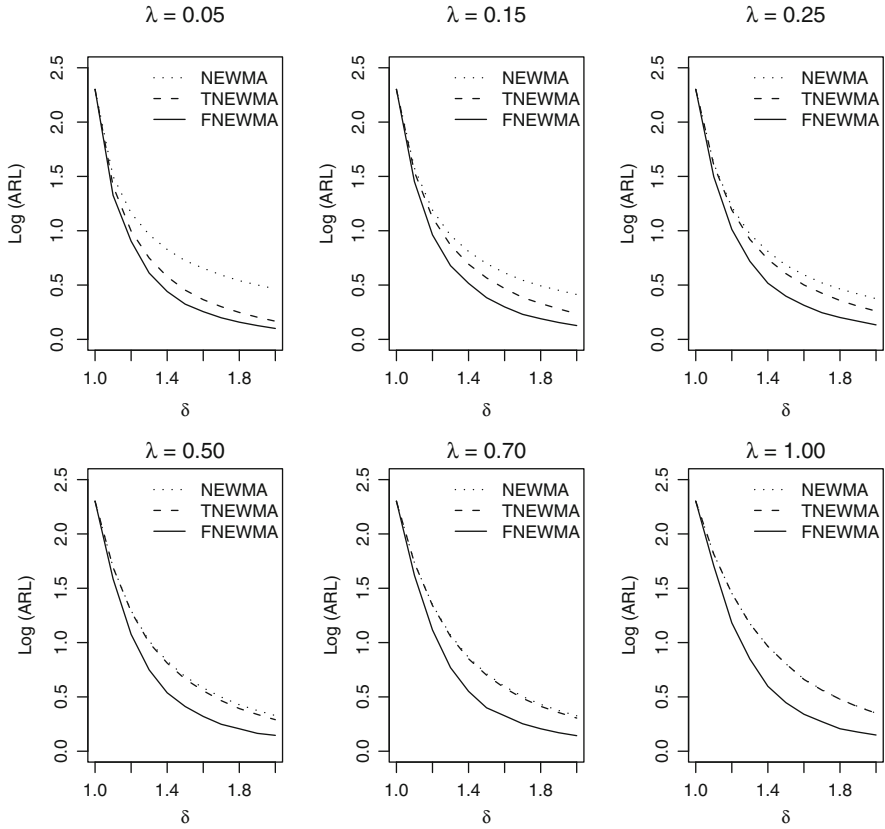 λ = 0.05
2.5
2.0
1.5
1.0
0.5
0.0
Log (ARL)
NEWMA
TNEWMA
FNEWMA
1.0 1.4 1.8
δ
λ = 0.15
2.5
2.0
1.5
1.0
0.5
0.0
Log (ARL)
NEWMA
TNEWMA
FNEWMA
1.0 1.4 1.8
δ
λ = 0.25
2.5
2.0
1.5
1.0
0.5
0.0
Log (ARL)
NEWMA
TNEWMA
FNEWMA
1.0 1.4 1.8
δ
λ = 0.50
2.5
2.0
1.5
1.0
0.5
0.0
Log (ARL)
NEWMA
TNEWMA
FNEWMA
1.0 1.4 1.8
δ
λ = 0.70
2.5
2.0
1.5
1.0
0.5
0.0
Log (ARL)
NEWMA
TNEWMA
FNEWMA
1.0 1.4 1.8
δ
λ = 1.00
2.5
2.0
1.5
1.0
0.5
0.0
Log (ARL)
NEWMA
TNEWMA
FNEWMA
1.0 1.4 1.8
δ